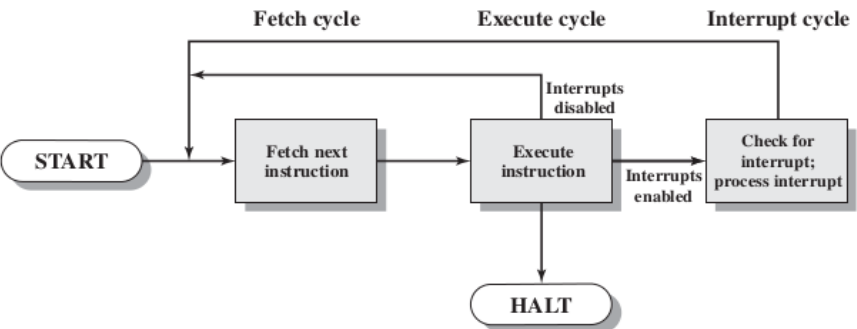 Fetch cycle
Execute cycle
Interrupt cycle
Interrupts
disabled
START
Fetch next
instruction
Execute
instruction
Interrupts
enabled
Check for
interrupt;
process interrupt
HALT